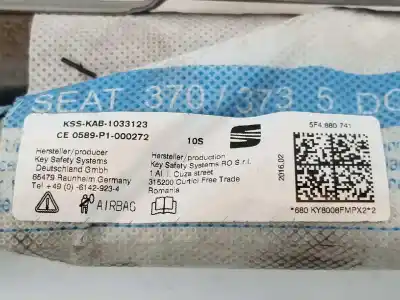 SEAT 370/373 5 DO
KSS-KAB-1033123
CE 0589-P1-000272
10S
Hersteller/producer
Key Safety Systems
Deutschland Gmbh
65479 Raunheim Germany
Tel +49 (0) -6142-923-4
AIRBAG
Hersteller/production
Key Safety Systems RO S.r.l.
1 Al I. Cuza street
315200 Curtici Free Trade
Romania
2016.02
5F4.880.741
*680 KY8008FMPX2*2